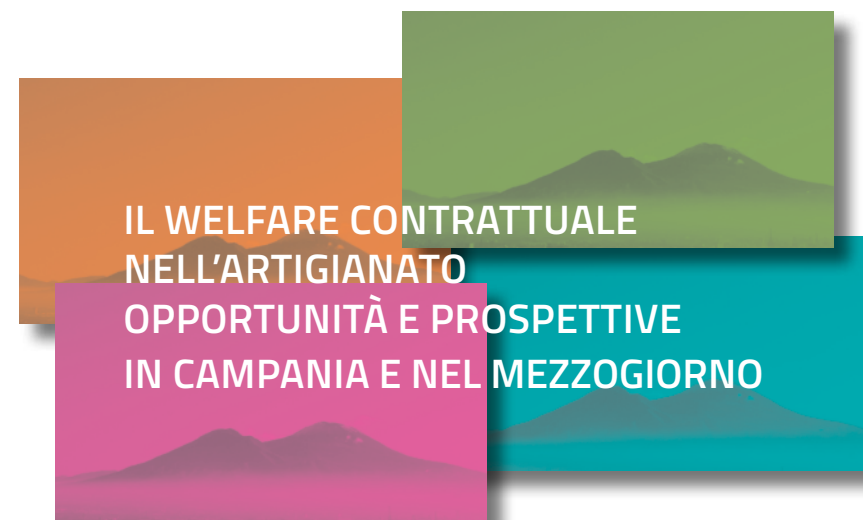 IL WELFARE CONTRATTUALE
NELL'ARTIGIANATO
OPPORTUNITÀ E PROSPETTIVE
IN CAMPANIA E NEL MEZZOGIORNO